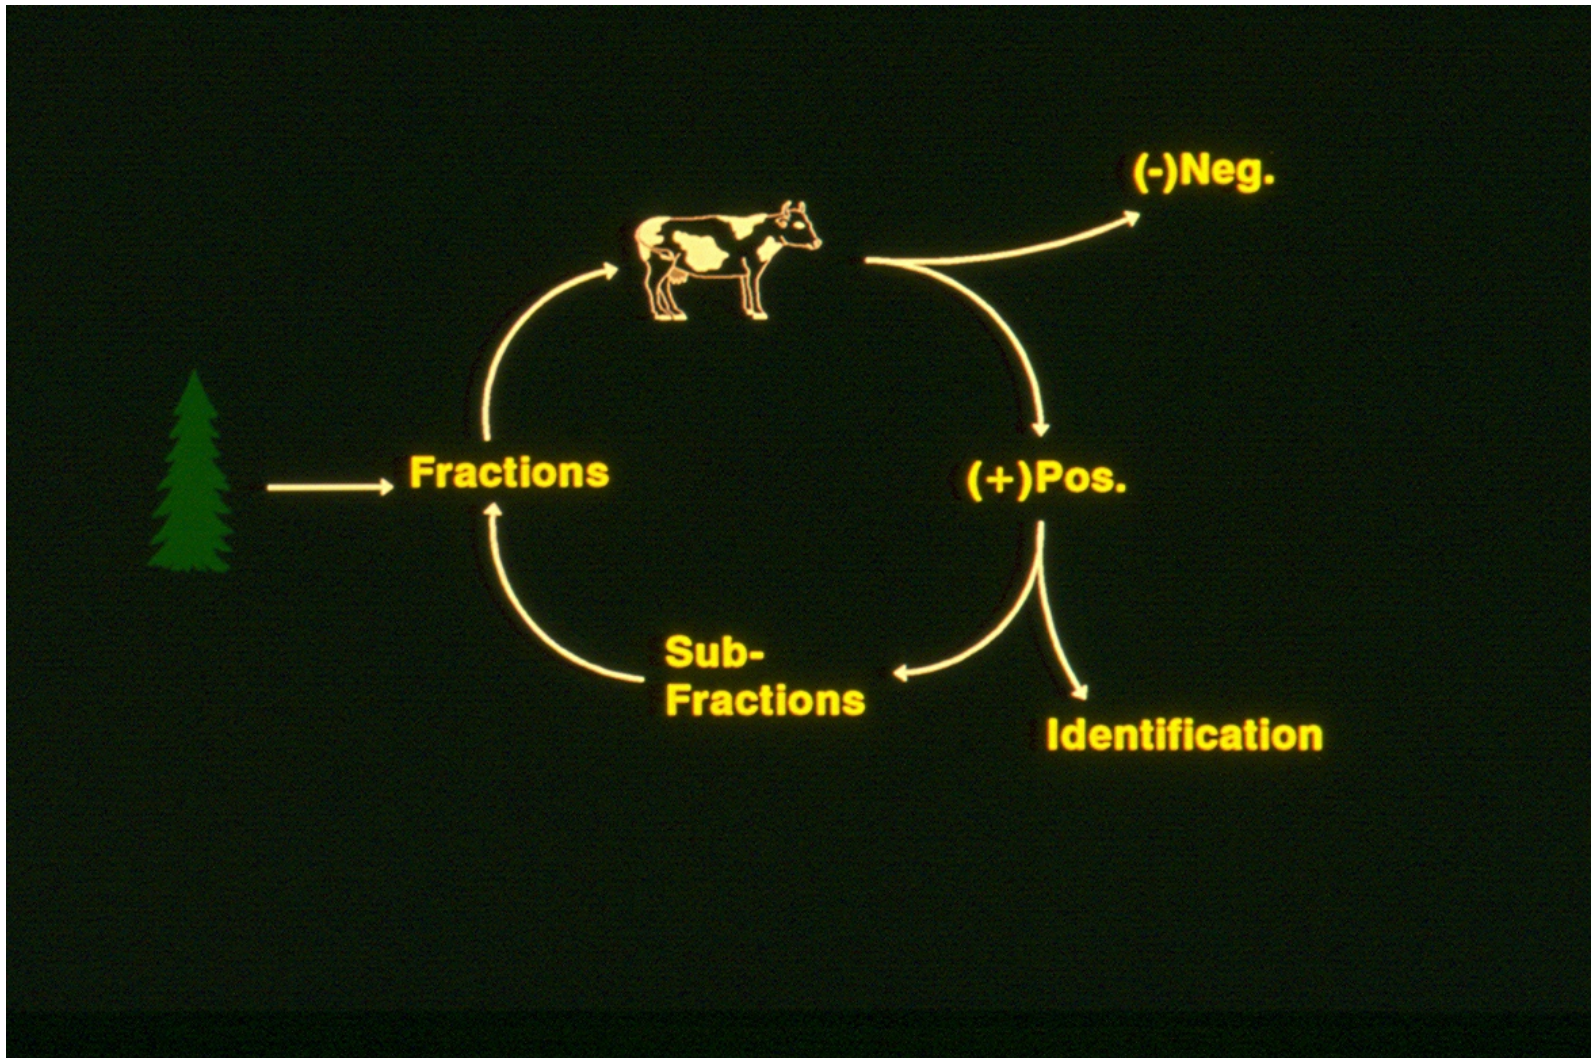 (-)Neg.
Fractions
(+)Pos.
Sub-
Fractions
Identification